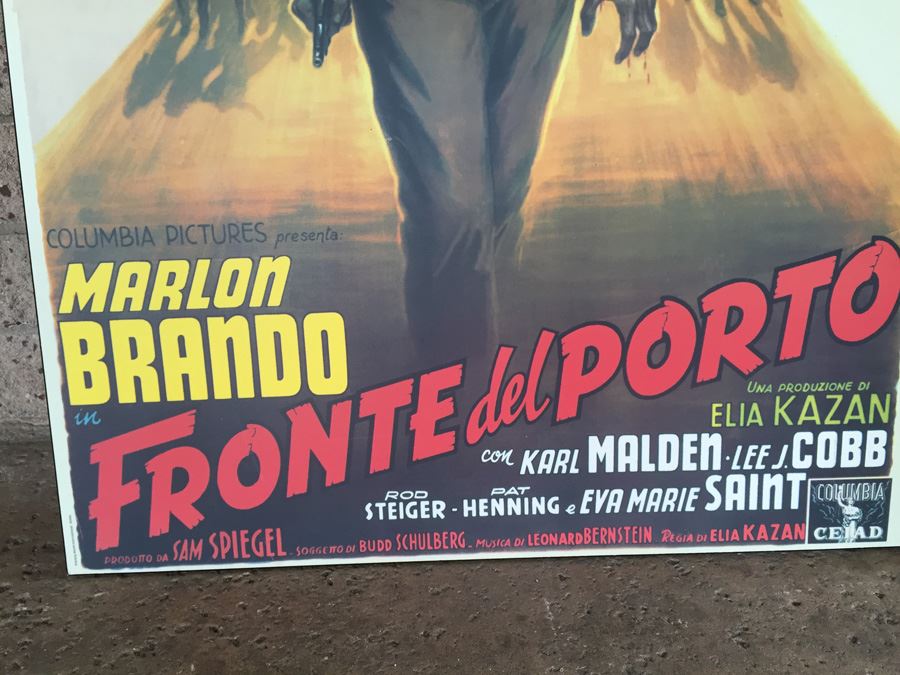 COLUMBIA PICTURES presenta:
MARLON
BRANDO
in
FRONTE del PORTO
UNA PRODUZIONE DI
ELIA KAZAN
con KARL MALDEN · LEE J. COBB
ROD STEIGER - PAT HENNING e EVA MARIE SAINT
PRODOTTO DA SAM SPIEGEL - SOGGETTO DI BUDD SCHULBERG - MUSICA DI LEONARD BERNSTEIN REGIA DI ELIA KAZAN
COLUMBIA
CEIAD